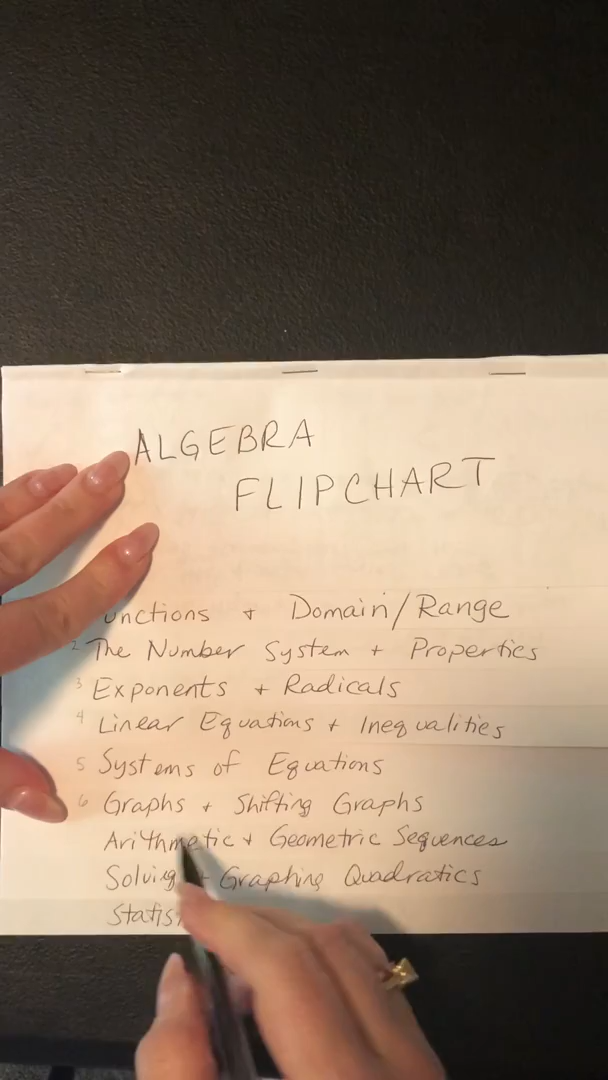 ALGEBRA
FLIPCHART
unctions + Domain/Range
2 The Number System + Properties
3 Exponents + Radicals
4 Linear Equations + Inequalities
5 Systems of Equations
6 Graphs + Shifting Graphs
Arithmetic + Geometric Sequences
Solving + Graphing Quadratics
Statis